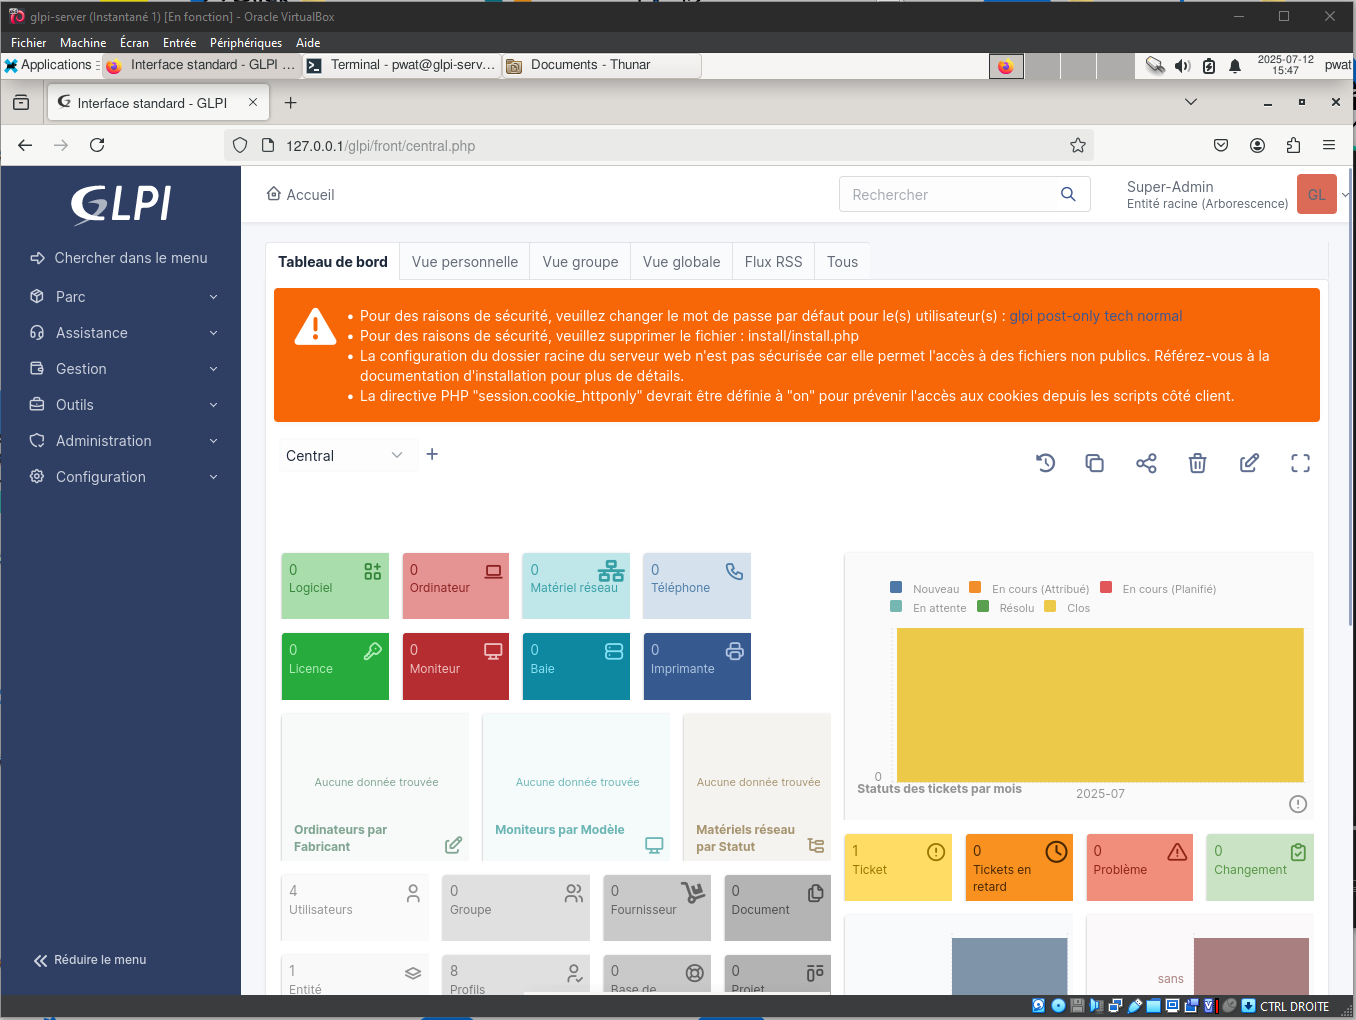 glpi-server (Instantané 1) [En fonction] - Oracle VirtualBox
Fichier Machine Écran Entrée Périphériques Aide
Applications Interface standard - GLPI ... Terminal - pwat@glpi-serv... Documents - Thunar 2025-07-12 15:47 pwat
Interface standard - GLPI
127.0.0.1/glpi/front/central.php
GLPI
Chercher dans le menu
Parc
Assistance
Gestion
Outils
Administration
Configuration
Réduire le menu
Accueil
Rechercher
Super-Admin
Entité racine (Arborescence)
GL
Tableau de bord Vue personnelle Vue groupe Vue globale Flux RSS Tous
Pour des raisons de sécurité, veuillez changer le mot de passe par défaut pour le(s) utilisateur(s) : glpi post-only tech normal
Pour des raisons de sécurité, veuillez supprimer le fichier : install/install.php
La configuration du dossier racine du serveur web n'est pas sécurisée car elle permet l'accès à des fichiers non publics. Référez-vous à la
documentation d'installation pour plus de détails.
La directive PHP "session.cookie_httponly" devrait être définie à "on" pour prévenir l'accès aux cookies depuis les scripts côté client.
Central
0 0 0 0
Logiciel Ordinateur Matériel réseau Téléphone
0 0 0 0
Licence Moniteur Baie Imprimante
Aucune donnée trouvée Aucune donnée trouvée Aucune donnée trouvée
Ordinateurs par
Fabricant
Moniteurs par Modèle
Matériels réseau
par Statut
4 0 0 0
Utilisateurs Groupe Fournisseur Document
1 8 0 0
Entité Profils Base de Projet
Nouveau En cours (Attribué) En cours (Planifié)
En attente Résolu Clos
0
Statuts des tickets par mois
2025-07
1 0 0 0
Ticket Tickets en retard Problème Changement
sans
CTRL DROITE